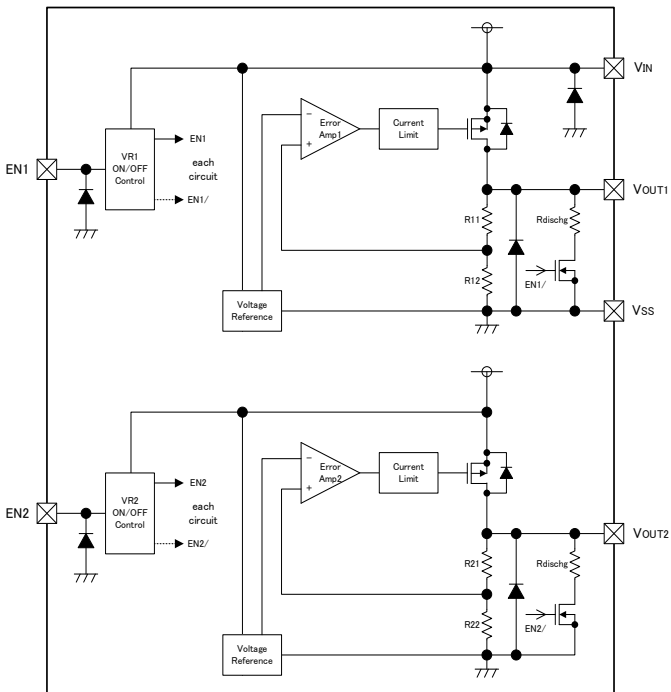 VIN
Error
Amp1
−
+
Current
Limit
EN1
VR1
ON/OFF
Control
EN1
each
circuit
EN1/
VOUT1
R11
Rdischg
R12
EN1/
Voltage
Reference
VSS
Error
Amp2
−
+
Current
Limit
EN2
VR2
ON/OFF
Control
EN2
each
circuit
EN2/
VOUT2
R21
Rdischg
R22
EN2/
Voltage
Reference